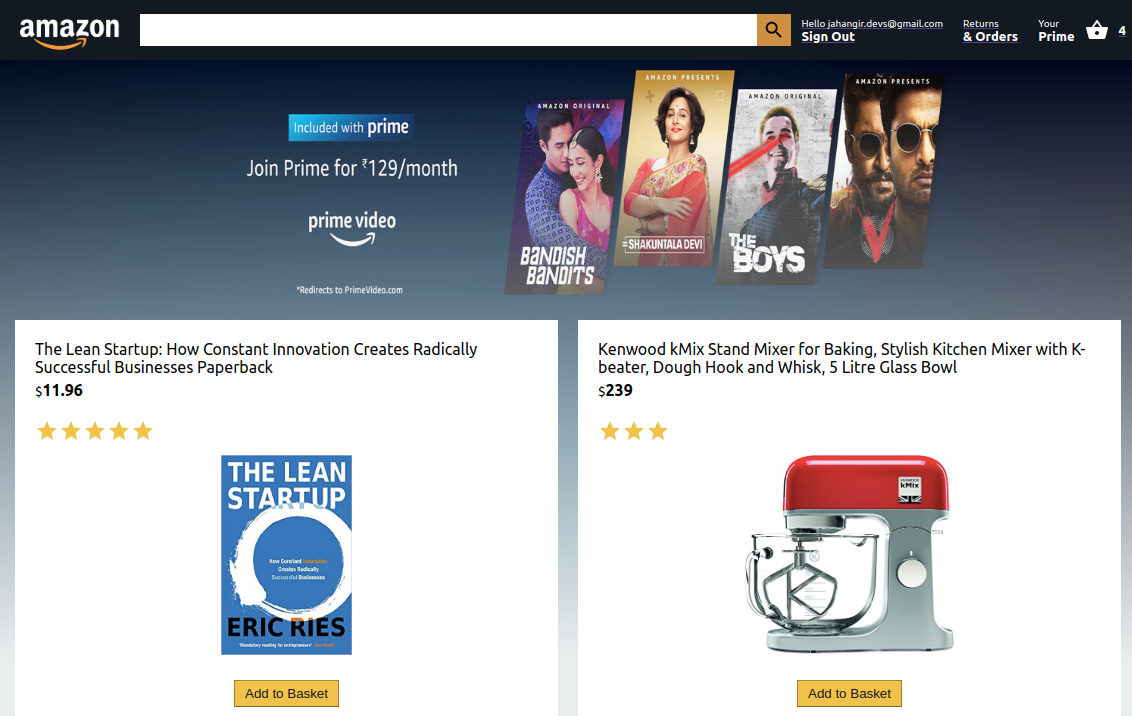 amazon
Hello jahangir.devs@gmail.com
Sign Out
Returns
& Orders
Your
Prime
4
Included with prime
Join Prime for ₹129/month
prime video
*Redirects to PrimeVideo.com
AMAZON ORIGINAL
BANDISH
BANDITS
AMAZON PRESENTS
SHAKUNTALA DEVI
AMAZON ORIGINAL
THE
BOYS
AMAZON PRESENTS
V
The Lean Startup: How Constant Innovation Creates Radically
Successful Businesses Paperback
$11.96
THE LEAN
STARTUP
How Constant Innovation
Creates Radically
Successful Businesses
ERIC RIES
'Mandatory reading for entrepreneurs'
Add to Basket
Kenwood kMix Stand Mixer for Baking, Stylish Kitchen Mixer with K-
beater, Dough Hook and Whisk, 5 Litre Glass Bowl
$239
KENWOOD
kMix
K
Add to Basket